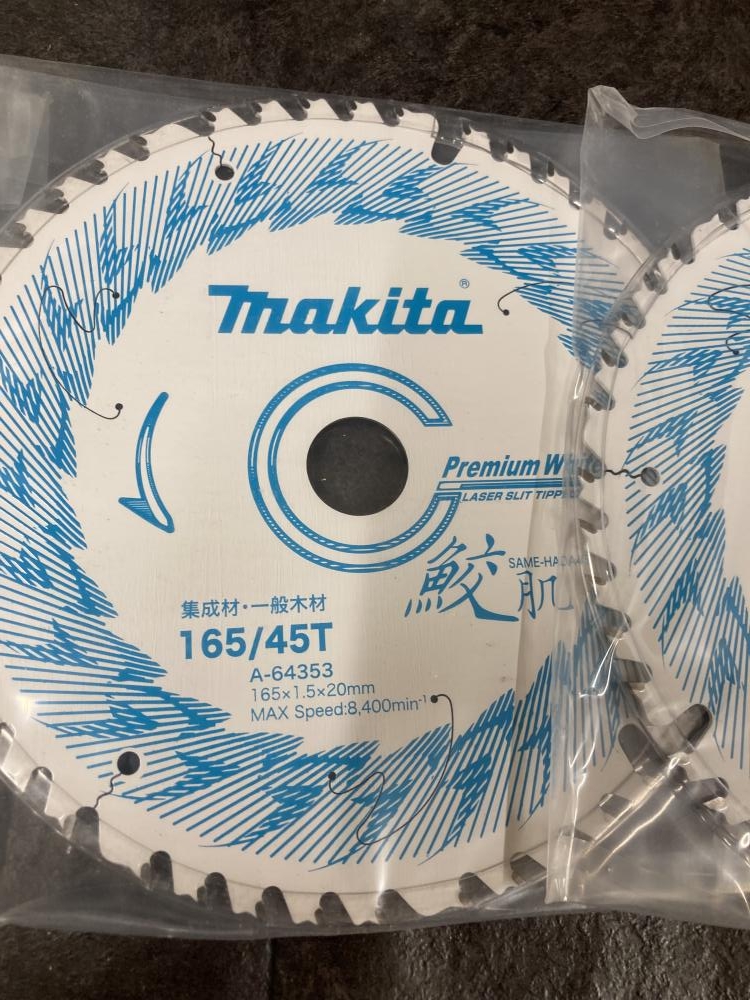 makita®
Premium White
LASER SLIT TIPPED
鮫肌
SAME-HADA
集成材・一般木材
165/45T
A-64353
165×1.5×20mm
MAX Speed:8,400min⁻¹